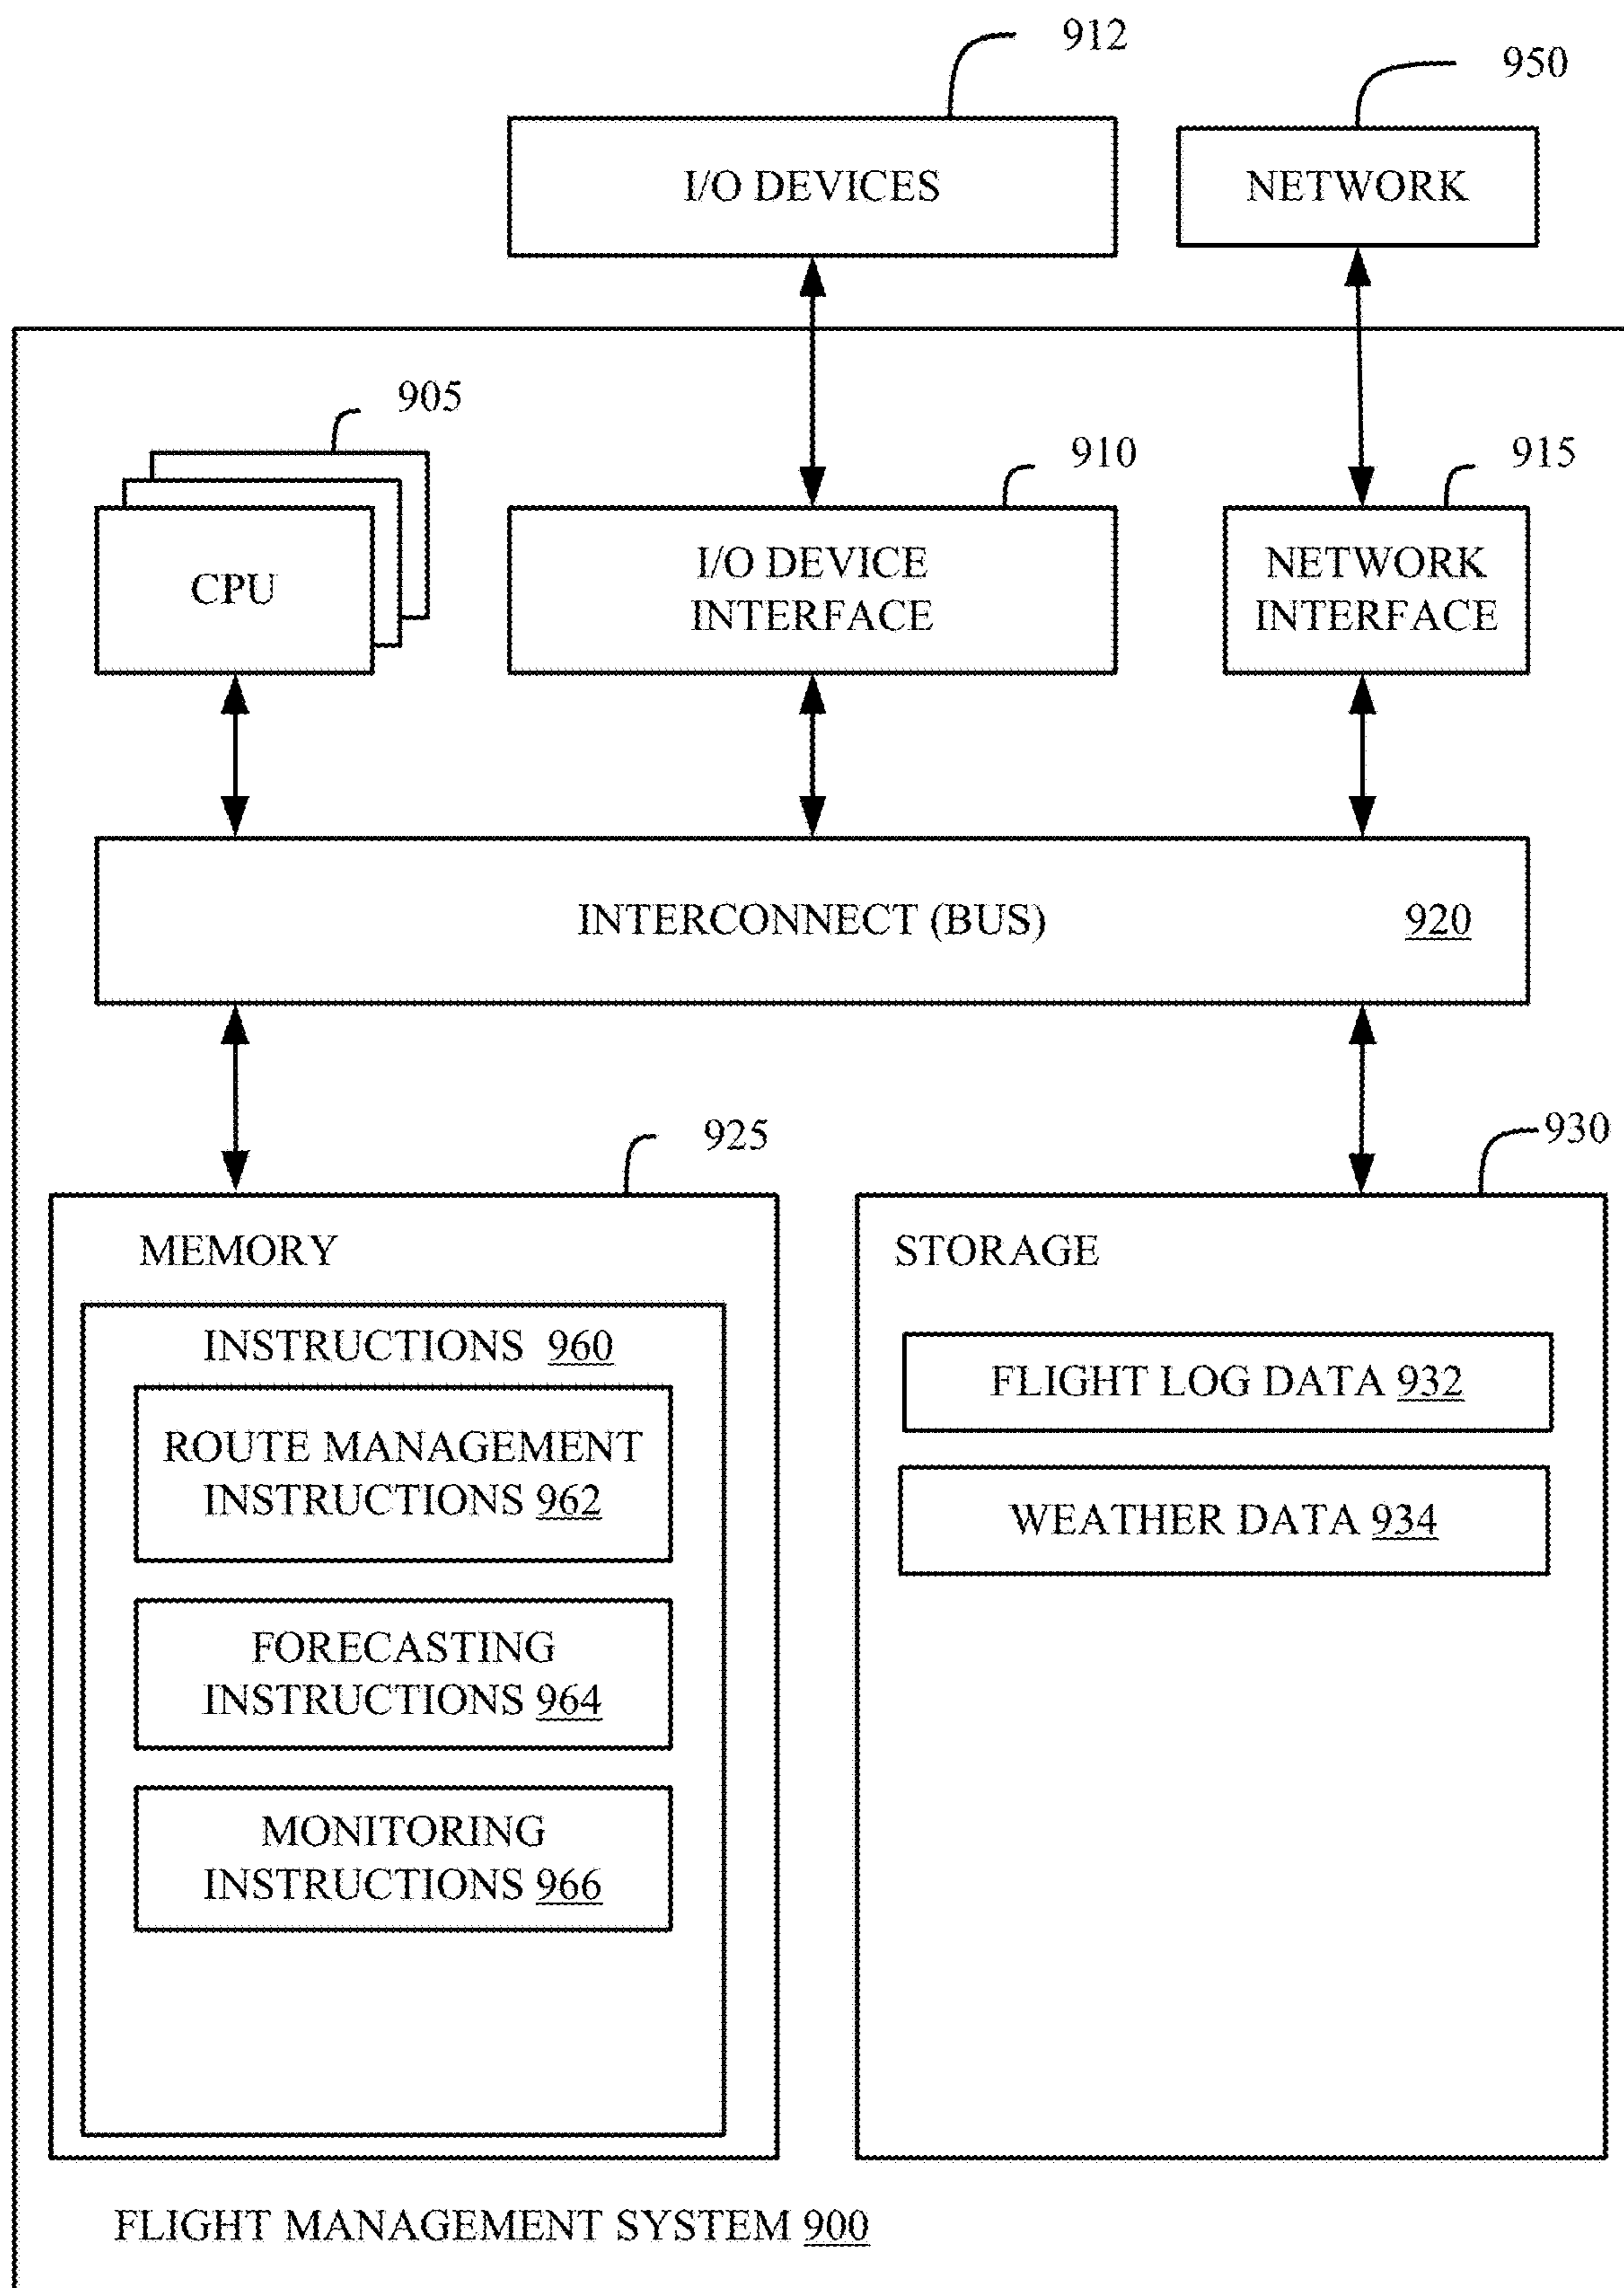 912
950
I/O DEVICES
NETWORK
905
910
915
CPU
I/O DEVICE
INTERFACE
NETWORK
INTERFACE
INTERCONNECT (BUS) 920
925
930
MEMORY
INSTRUCTIONS 960
ROUTE MANAGEMENT
INSTRUCTIONS 962
FORECASTING
INSTRUCTIONS 964
MONITORING
INSTRUCTIONS 966
STORAGE
FLIGHT LOG DATA 932
WEATHER DATA 934
FLIGHT MANAGEMENT SYSTEM 900